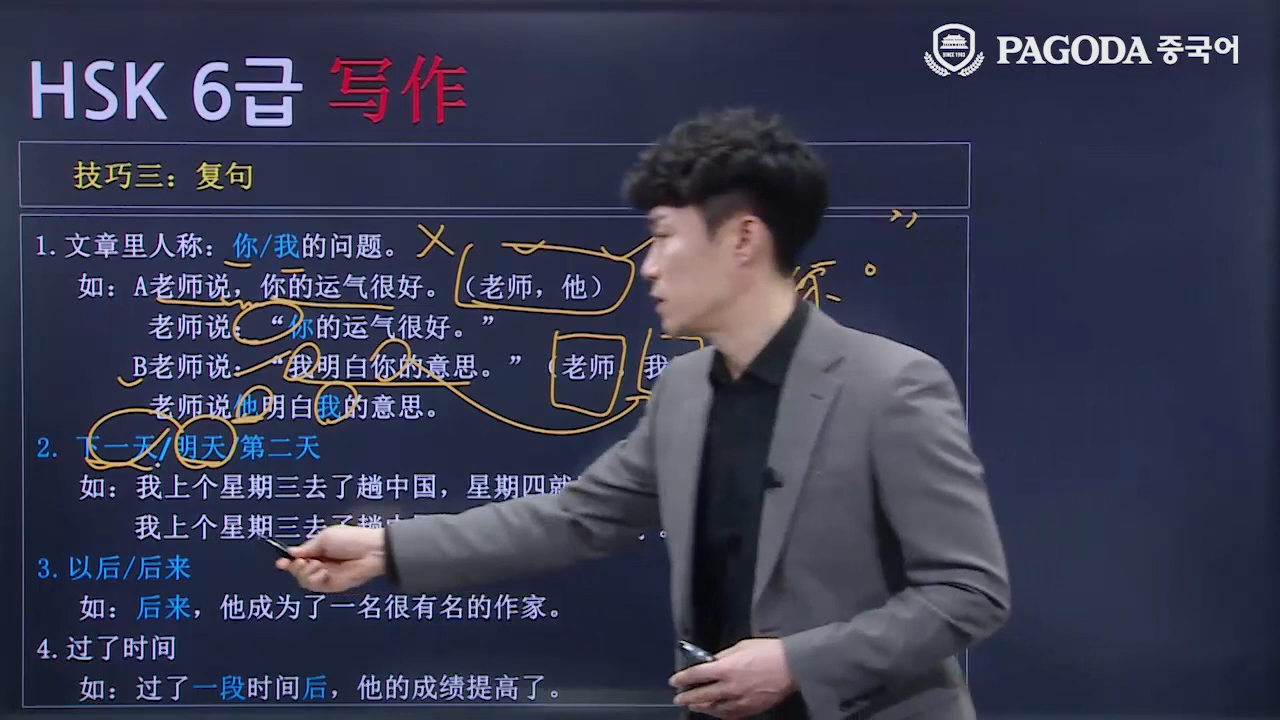 PAGODA 중국어
SINCE 1983
HSK 6급 写作
技巧三：复句
1. 文章里人称：你/我的问题。
如：A老师说，你的运气很好。（老师，他）
老师说：“你的运气很好。”
B老师说：“我明白你的意思。”（老师，我
老师说他明白我的意思。
2. 下一天/明天/第二天
如：我上个星期三去了趟中国，星期四就
我上个星期三去了趟中
3. 以后/后来
如：后来，他成为了一名很有名的作家。
4. 过了时间
如：过了一段时间后，他的成绩提高了。
你。”